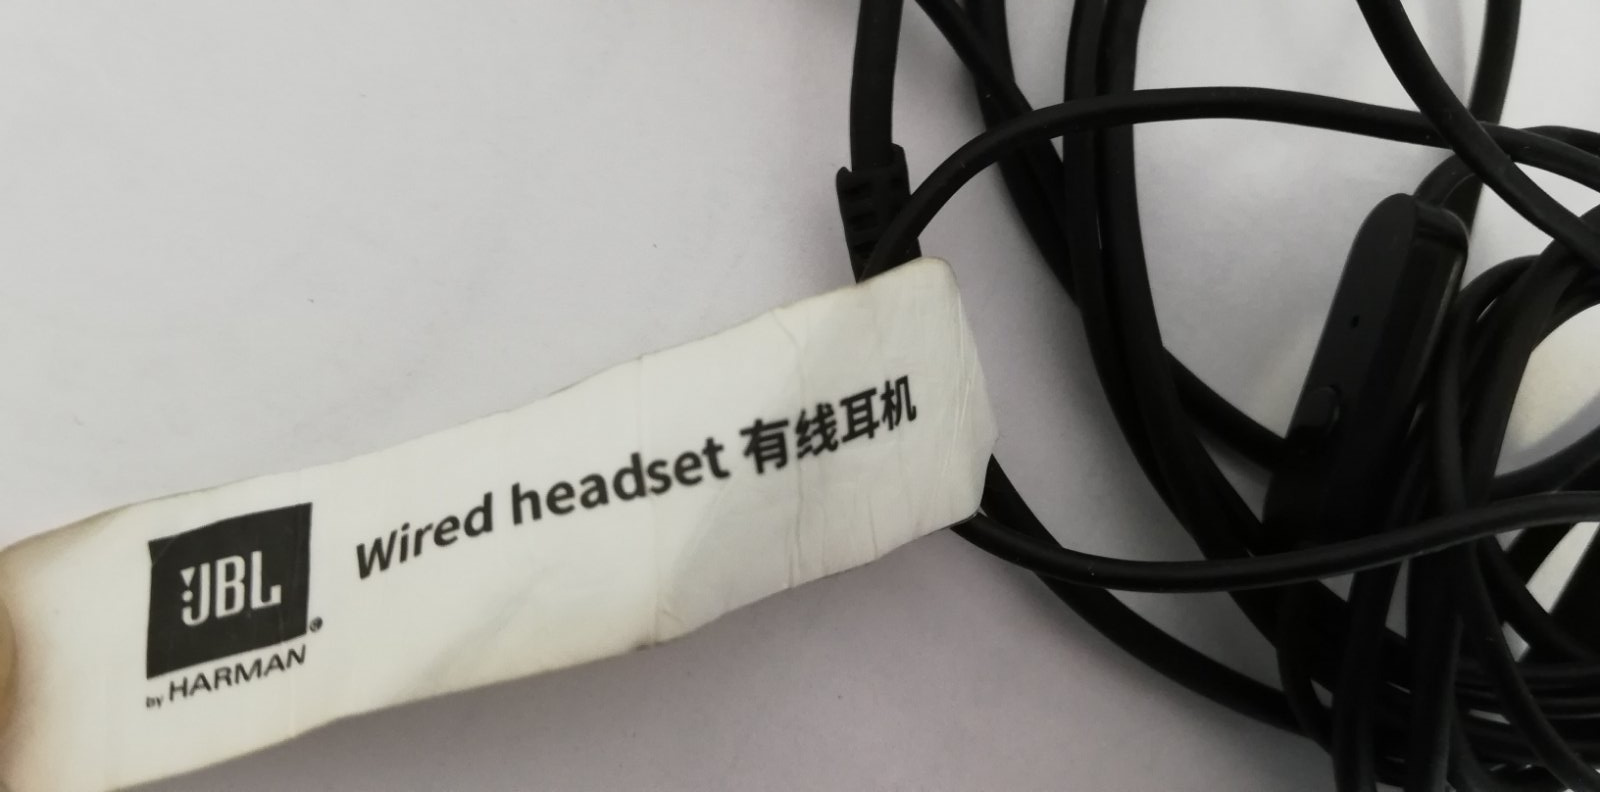 JBL®
by HARMAN
Wired headset 有线耳机